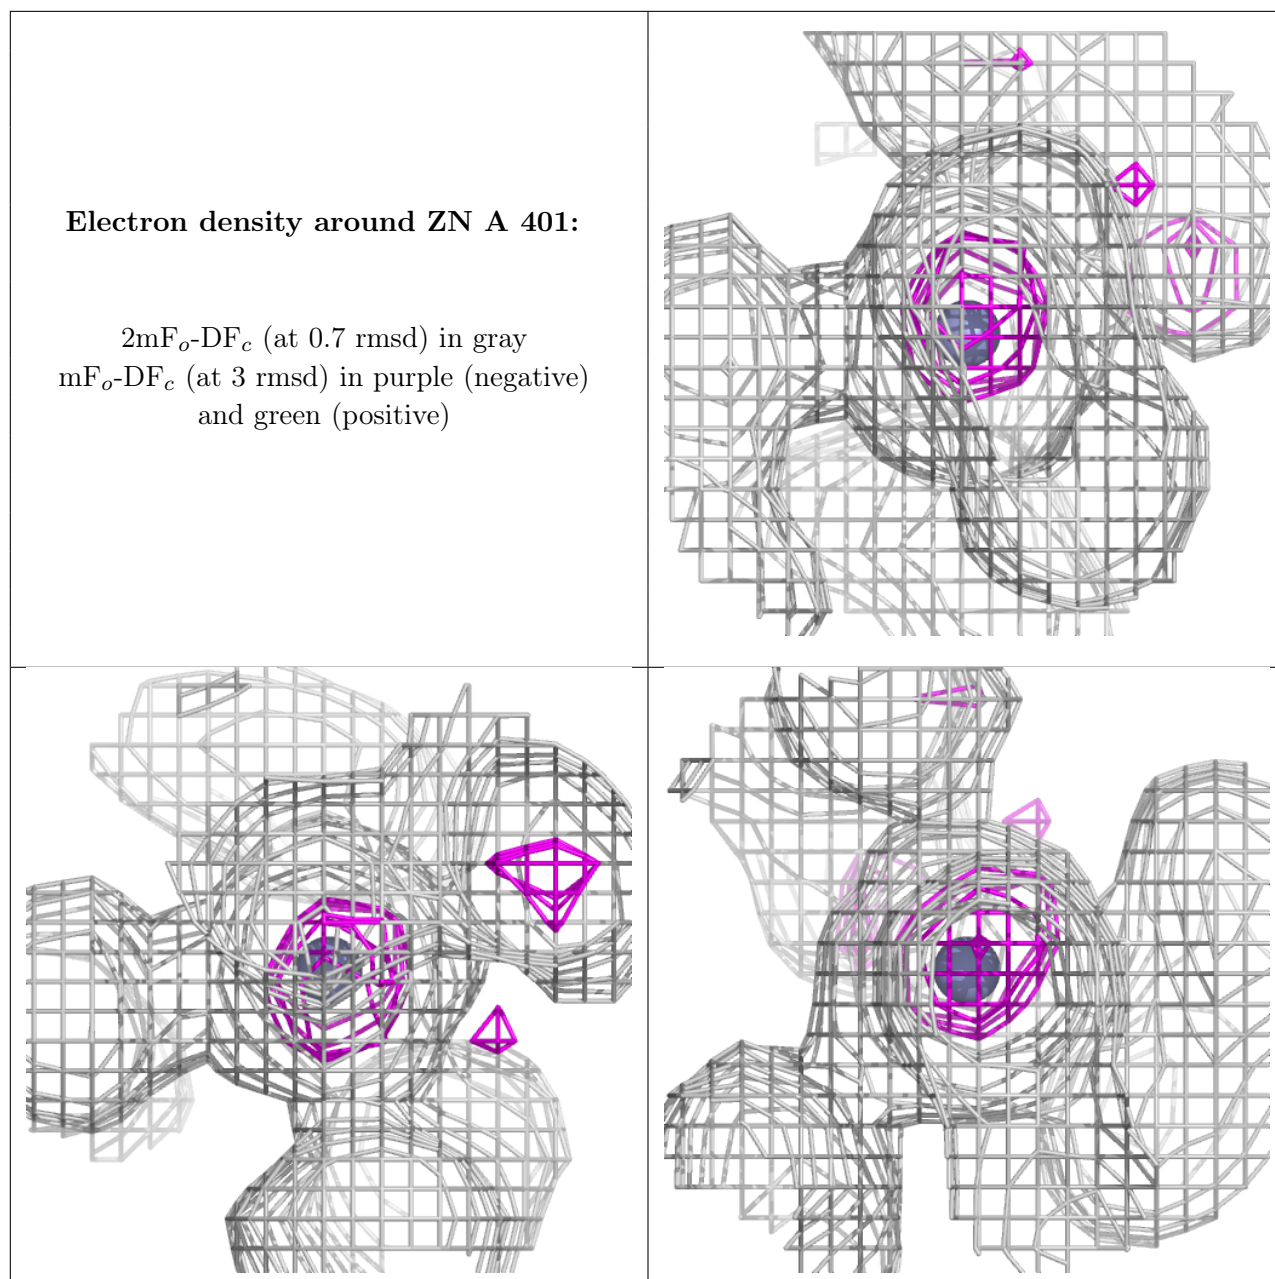 Electron density around ZN A 401:
2mFo-DFc (at 0.7 rmsd) in gray
mFo-DFc (at 3 rmsd) in purple (negative)
and green (positive)